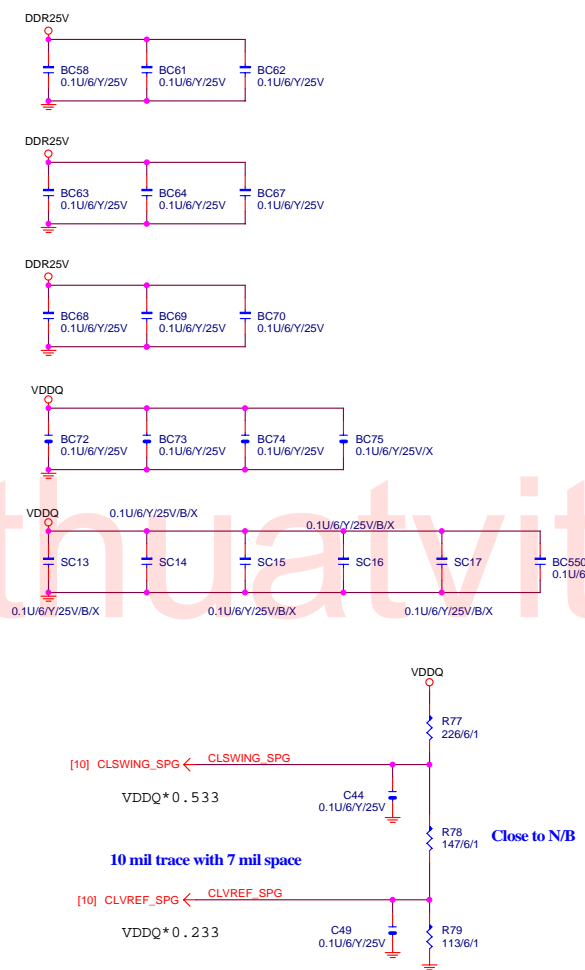 DDR25V
BC58 BC61 BC62
0.1U/6/Y/25V 0.1U/6/Y/25V 0.1U/6/Y/25V
DDR25V
BC63 BC64 BC67
0.1U/6/Y/25V 0.1U/6/Y/25V 0.1U/6/Y/25V
DDR25V
BC68 BC69 BC70
0.1U/6/Y/25V 0.1U/6/Y/25V 0.1U/6/Y/25V
VDDQ
BC72 BC73 BC74 BC75
0.1U/6/Y/25V 0.1U/6/Y/25V 0.1U/6/Y/25V 0.1U/6/Y/25V/X
thuatvit
VDDQ 0.1U/6/Y/25V/B/X 0.1U/6/Y/25V/B/X
SC13 SC14 SC15 SC16 SC17 BC550
0.1U/6
0.1U/6/Y/25V/B/X 0.1U/6/Y/25V/B/X 0.1U/6/Y/25V/B/X
VDDQ
R77
226/6/1
[10] CLSWING_SPG CLSWING_SPG
VDDQ*0.533
C44
0.1U/6/Y/25V
R78
147/6/1
Close to N/B
10 mil trace with 7 mil space
[10] CLVREF_SPG CLVREF_SPG
VDDQ*0.233
C49
0.1U/6/Y/25V
R79
113/6/1